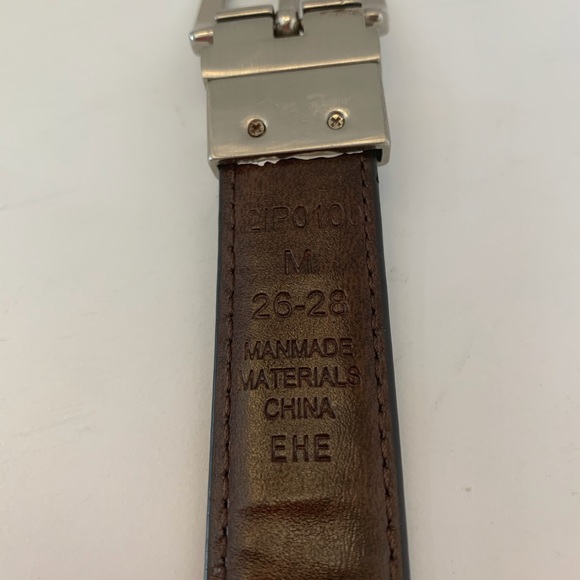 M
26-28
MANMADE
MATERIALS
CHINA
EHE